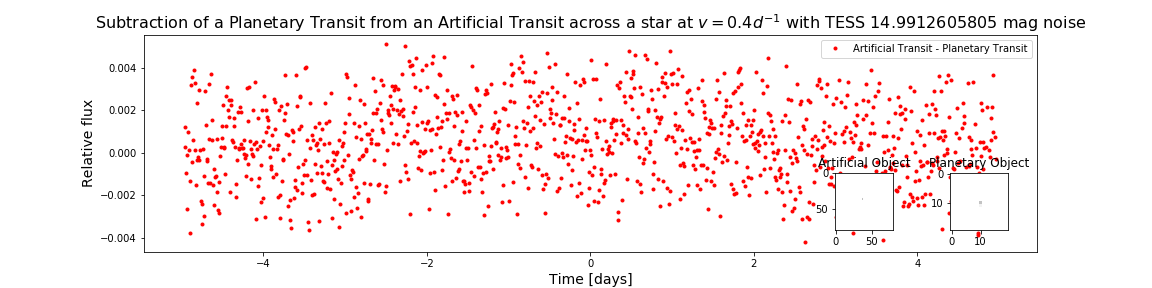 Subtraction of a Planetary Transit from an Artificial Transit across a star at v = 0.4d⁻¹ with TESS 14.9912605805 mag noise
Artificial Transit - Planetary Transit
Relative flux
0.004
0.002
0.000
−0.002
−0.004
Artificial Object
0
50
0 50
Planetary Object
0
10
0 10
−4 −2 0 2 4
Time [days]